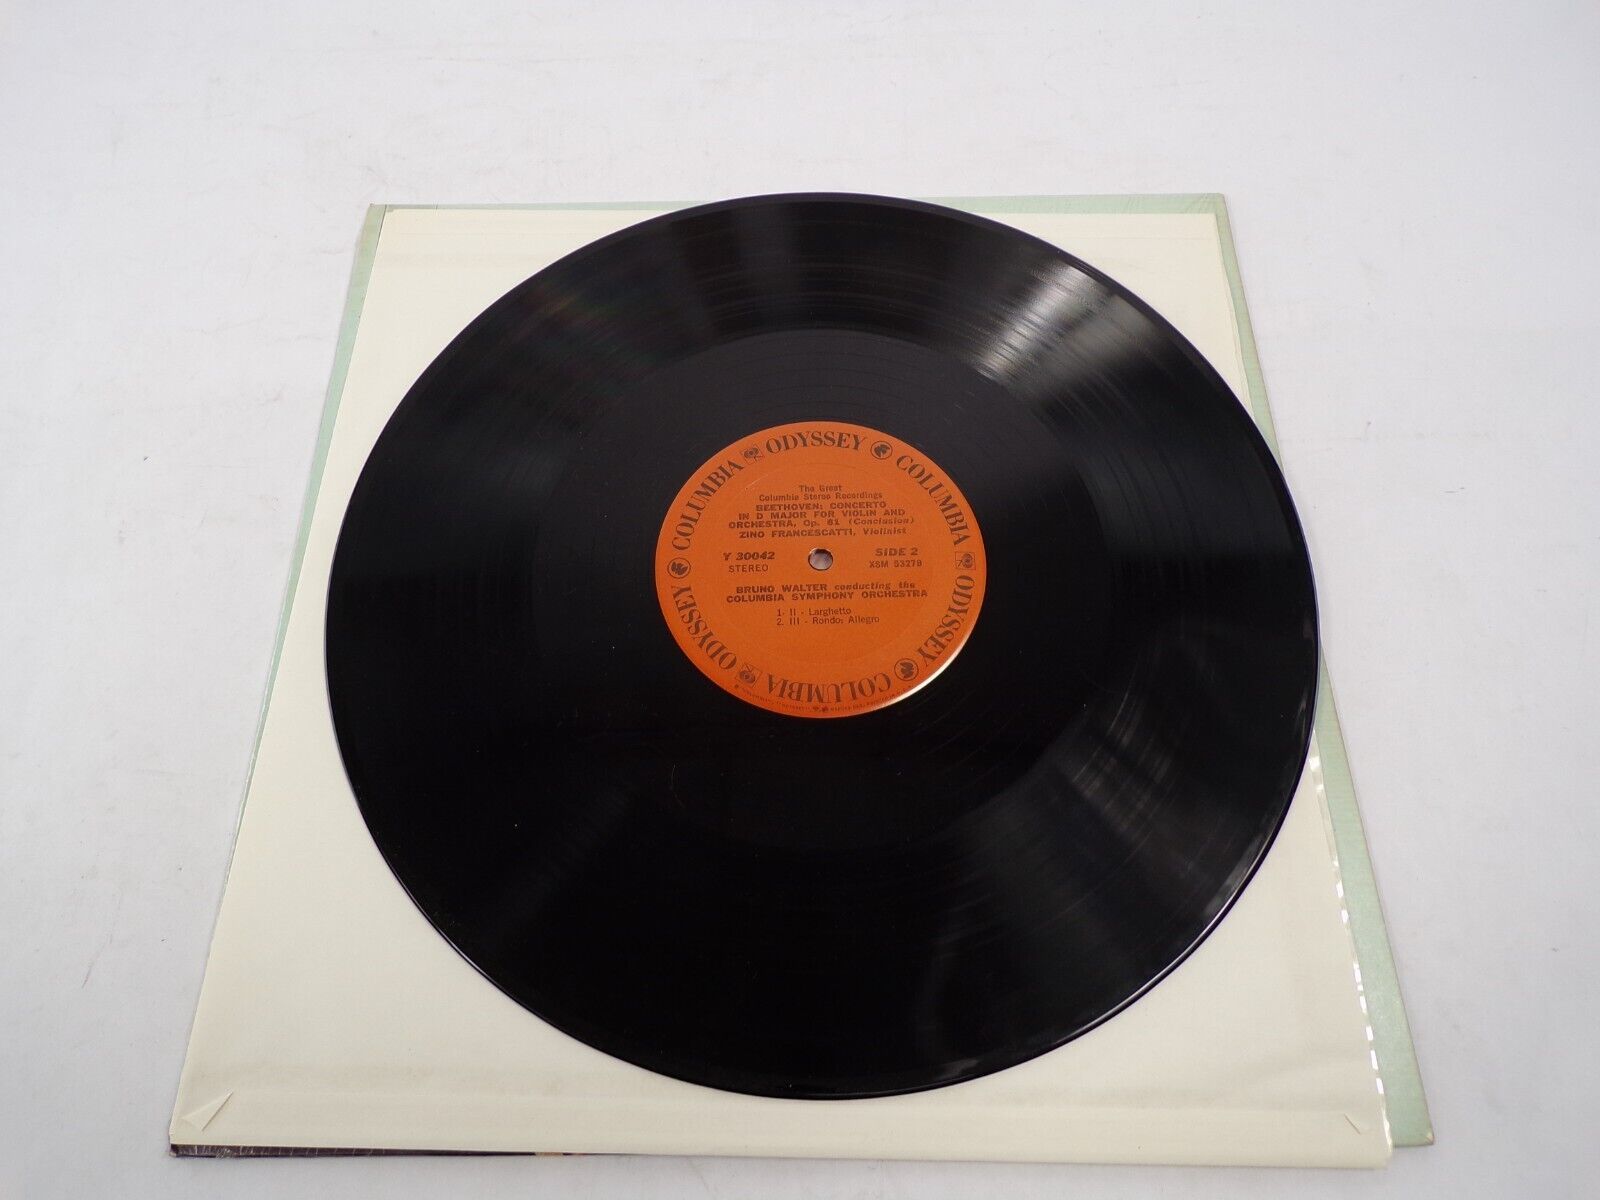 COLUMBIA ODYSSEY COLUMBIA ODYSSEY COLUMBIA ODYSSEY
The Great
Columbia Stereo Recordings
BEETHOVEN: CONCERTO
IN D MAJOR FOR VIOLIN AND
ORCHESTRA, Op. 61 (Conclusion)
ZINO FRANCESCATTI, Violinist
Y 30042
STEREO
SIDE 2
XSM 53279
BRUNO WALTER conducting the
COLUMBIA SYMPHONY ORCHESTRA
1. II - Larghetto
2. III - Rondo: Allegro